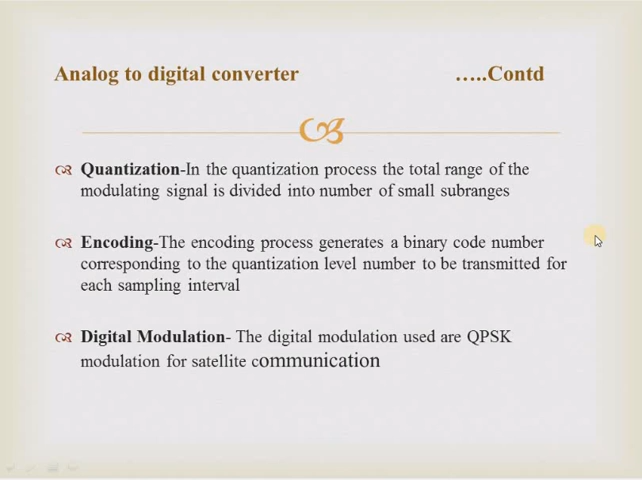 Analog to digital converter …..Contd
Quantization-In the quantization process the total range of the
modulating signal is divided into number of small subranges
Encoding-The encoding process generates a binary code number
corresponding to the quantization level number to be transmitted for
each sampling interval
Digital Modulation- The digital modulation used are QPSK
modulation for satellite communication